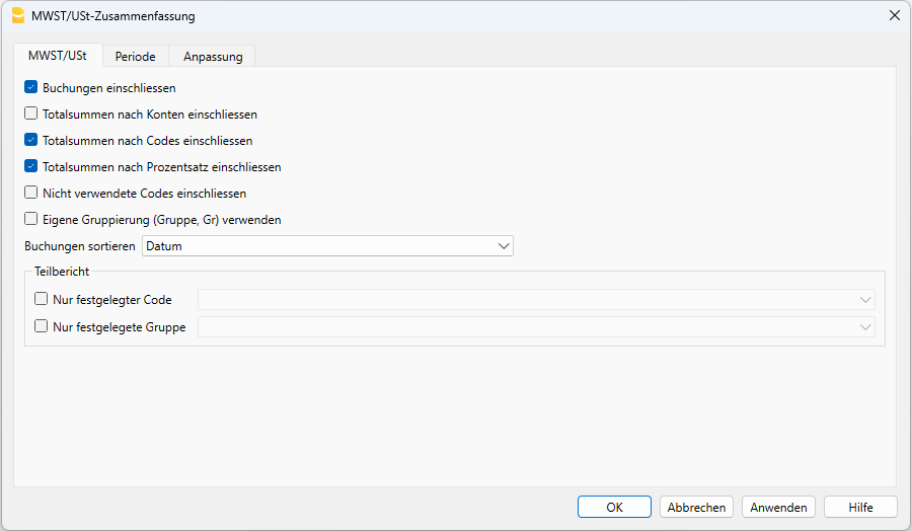 MWST/USt-Zusammenfassung
MWST/USt Periode Anpassung
Buchungen einschliessen
Totalsummen nach Konten einschliessen
Totalsummen nach Codes einschliessen
Totalsummen nach Prozentsatz einschliessen
Nicht verwendete Codes einschliessen
Eigene Gruppierung (Gruppe, Gr) verwenden
Buchungen sortieren Datum
Teilbericht
Nur festgelegter Code
Nur festgelegete Gruppe
OK Abbrechen Anwenden Hilfe